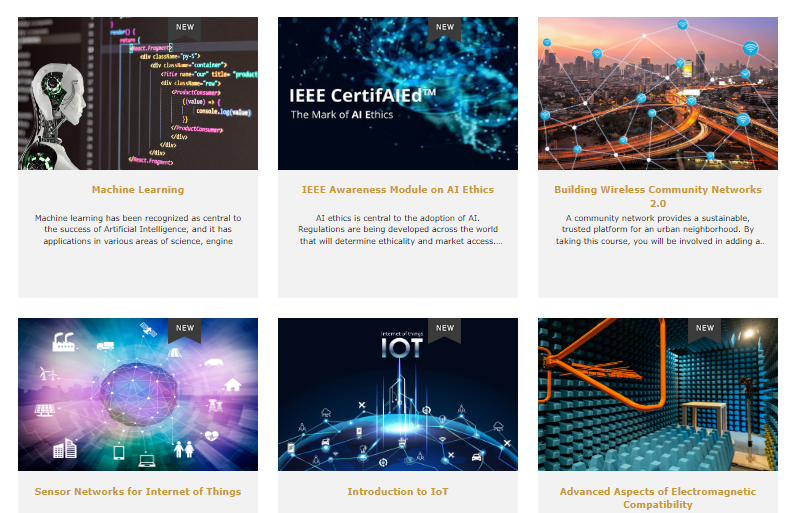 NEW
render() {
return (
<React.Fragment>
<div className="py-5">
<div className="container">
<Title name="our" title= "product
<div className="row">
<ProductConsumer>
{(value) => {
console.log(value)
}}
</ProductConsumer>
</div>
</div>
</div>
</React.Fragment>
Machine Learning
Machine learning has been recognized as central to
the success of Artificial Intelligence, and it has
applications in various areas of science, engine
NEW
IEEE CertifAIEd™
The Mark of AI Ethics
IEEE Awareness Module on AI Ethics
AI ethics is central to the adoption of AI.
Regulations are being developed across the world
that will determine ethicality and market access....
Building Wireless Community Networks
2.0
A community network provides a sustainable,
trusted platform for an urban neighborhood. By
taking this course, you will be involved in adding a..
NEW
Sensor Networks for Internet of Things
NEW
Internet of things
IOT
Introduction to IoT
NEW
Advanced Aspects of Electromagnetic
Compatibility